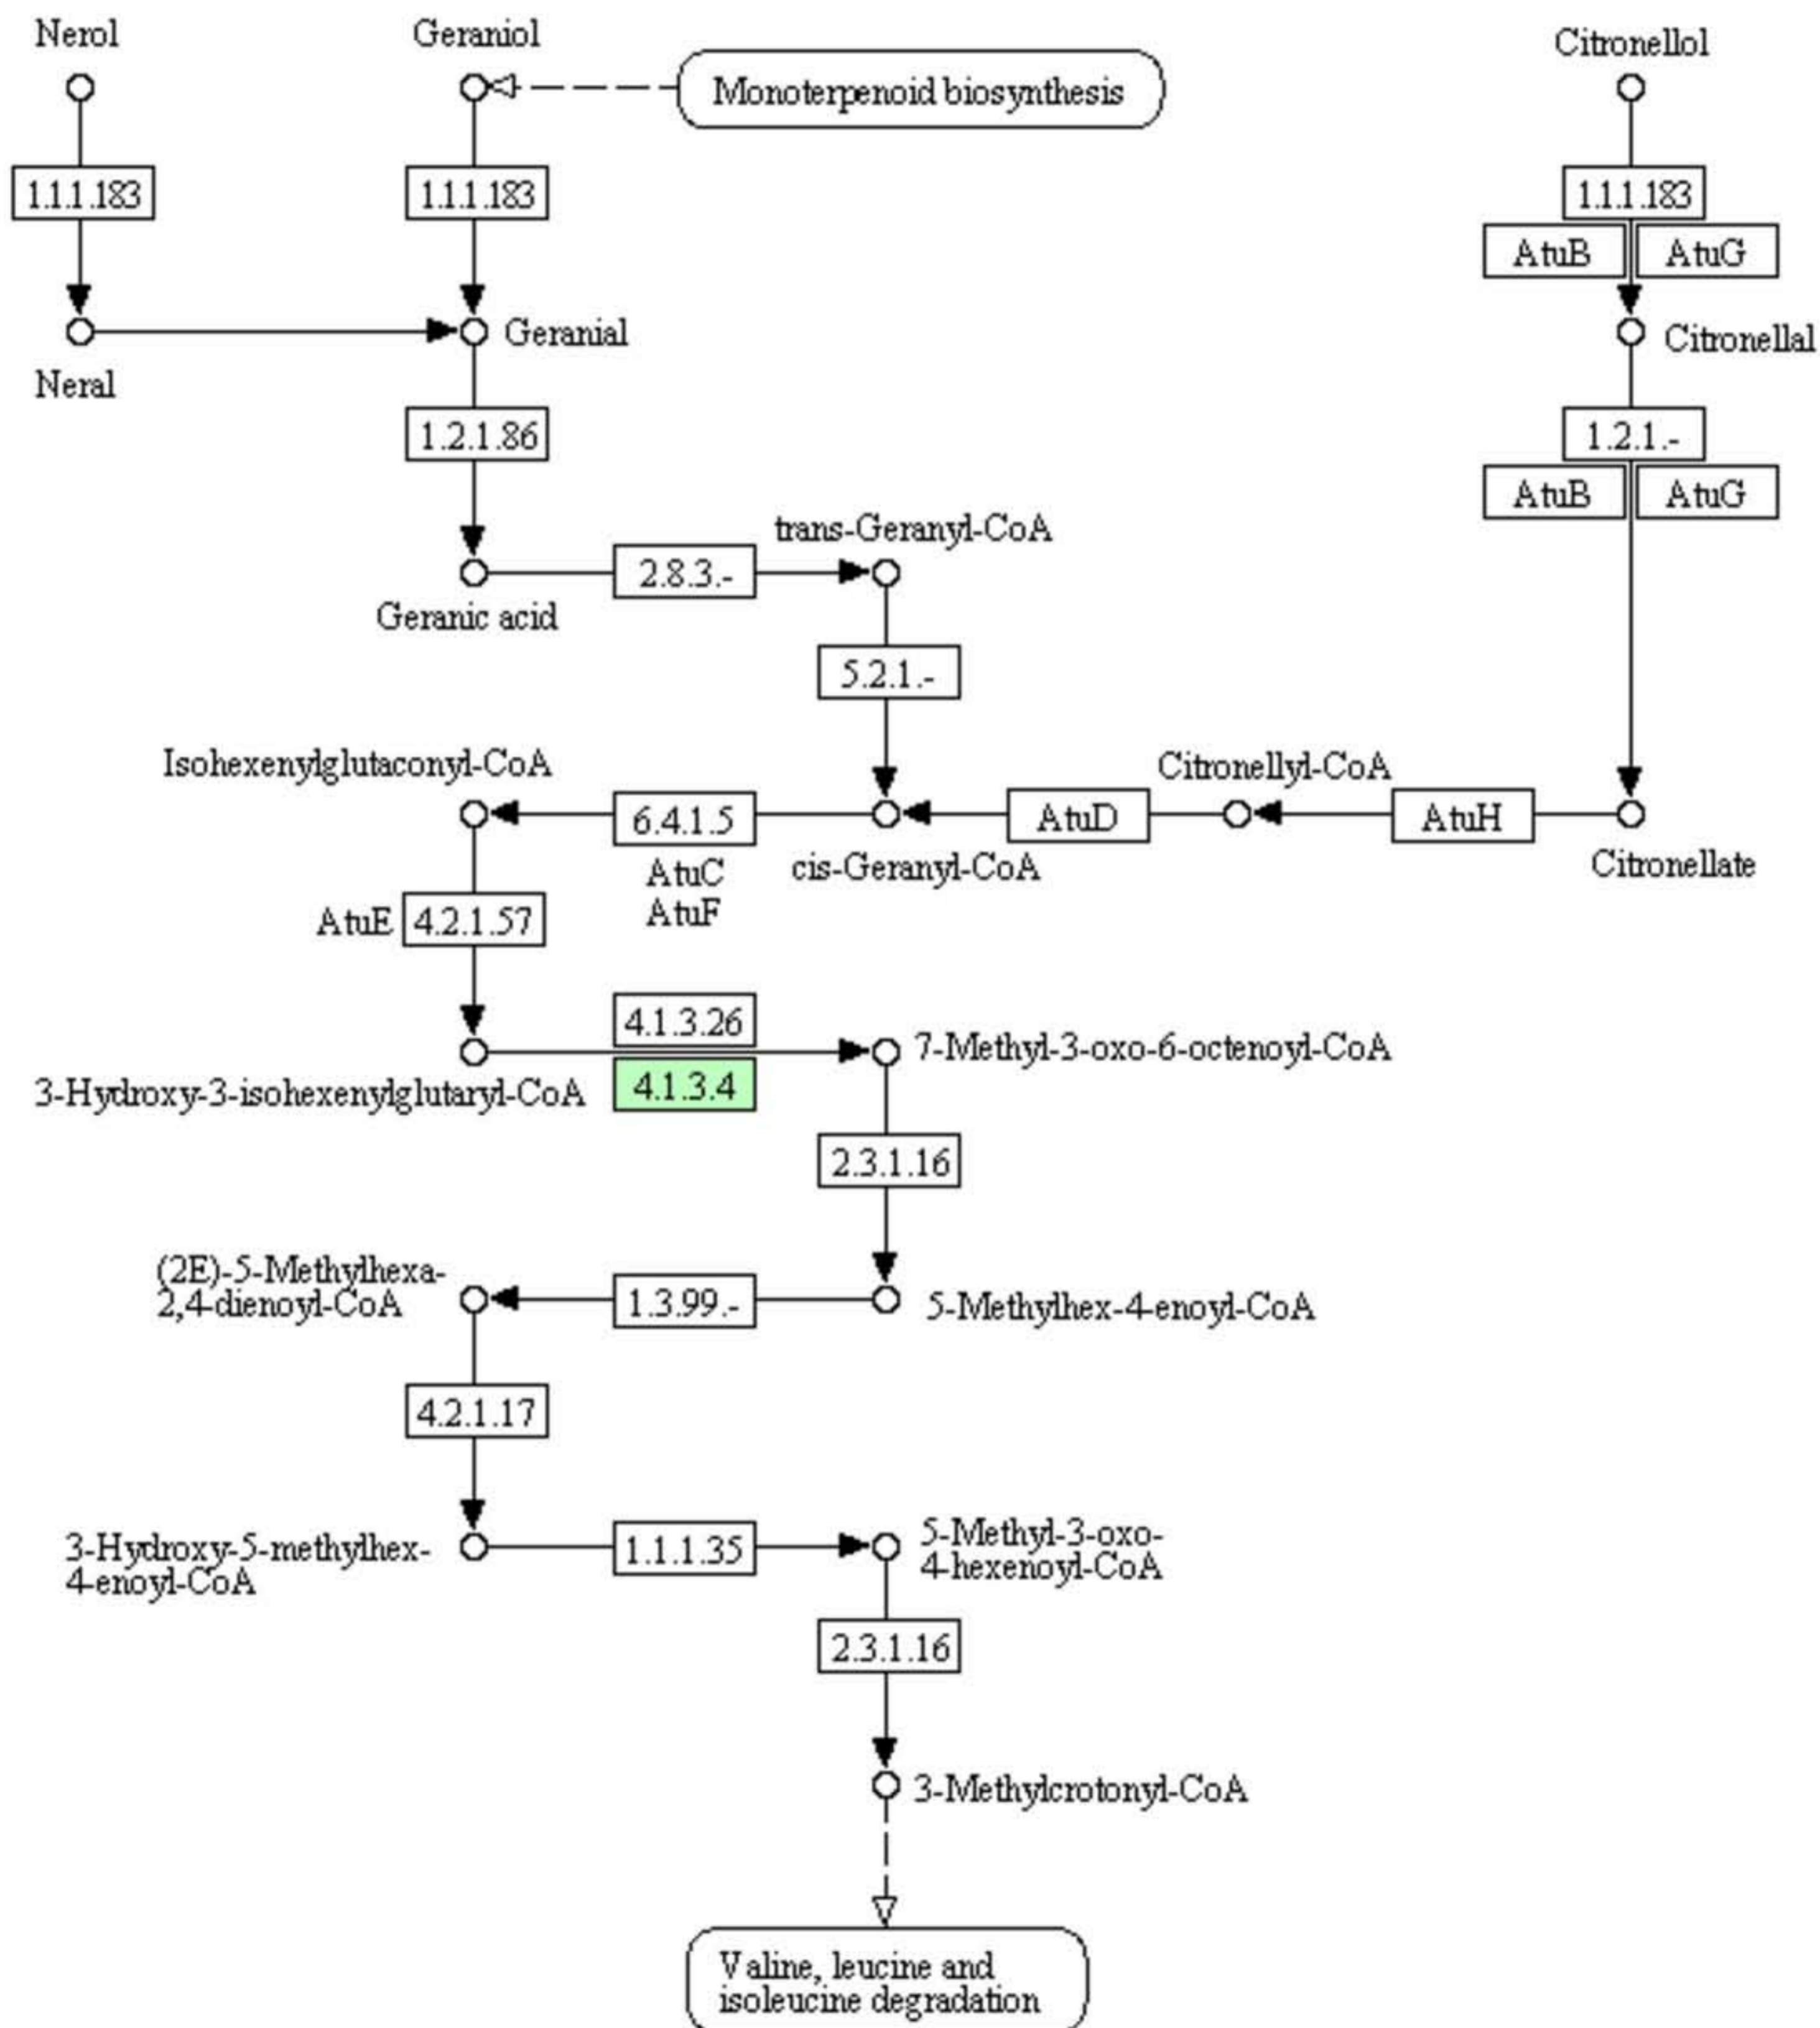 Nerol
Geraniol
Monoterpenoid biosynthesis
Citronellol
1.1.1.183
1.1.1.183
1.1.1.183
AtuB
AtuG
Geranial
Citronellal
Neral
1.2.1.86
1.2.1.-
AtuB
AtuG
trans-Geranyl-CoA
2.8.3.-
Geranic acid
5.2.1.-
Isohexenylglutaconyl-CoA
Citronellyl-CoA
6.4.1.5
AtuD
AtuH
AtuC
cis-Geranyl-CoA
Citronellate
AtuF
AtuE
4.2.1.57
4.1.3.26
7-Methyl-3-oxo-6-octenoyl-CoA
3-Hydroxy-3-isohexenylglutaryl-CoA
4.1.3.4
2.3.1.16
(2E)-5-Methylhexa-
2,4-dienoyl-CoA
1.3.99.-
5-Methylhex-4-enoyl-CoA
4.2.1.17
3-Hydroxy-5-methylhex-
4-enoyl-CoA
1.1.1.35
5-Methyl-3-oxo-
4-hexenoyl-CoA
2.3.1.16
3-Methylcrotonyl-CoA
Valine, leucine and
isoleucine degradation